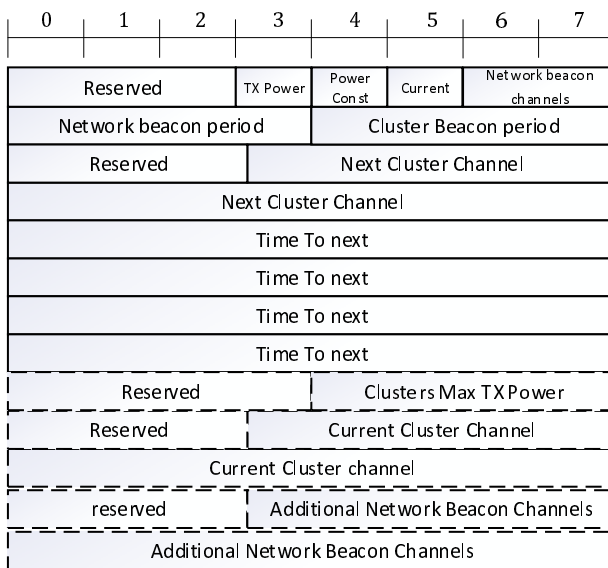 0 1 2 3 4 5 6 7
Reserved TX Power Power Const Current Network beacon channels
Network beacon period Cluster Beacon period
Reserved Next Cluster Channel
Next Cluster Channel
Time To next
Time To next
Time To next
Time To next
Reserved Clusters Max TX Power
Reserved Current Cluster Channel
Current Cluster channel
reserved Additional Network Beacon Channels
Additional Network Beacon Channels